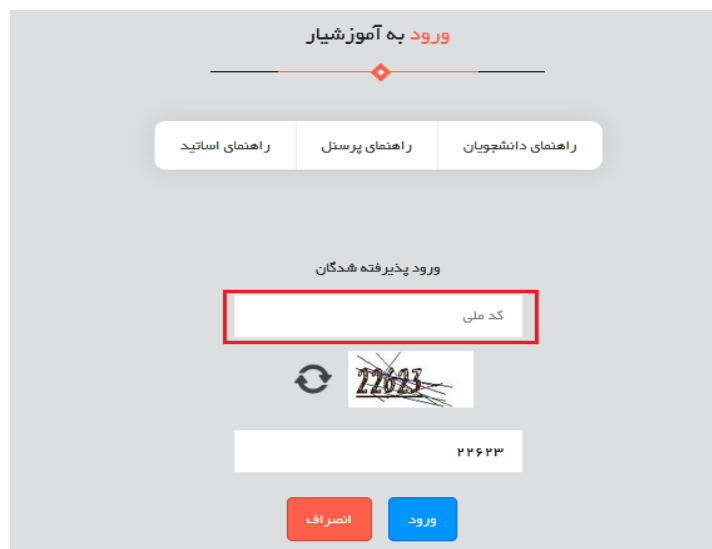 ورود به آموزشیار
راهنمای دانشجویان
راهنمای پرسنل
راهنمای اساتید
ورود پذیرفته شدگان
کد ملی
22623
۲۲۶۲۳
ورود
انصراف